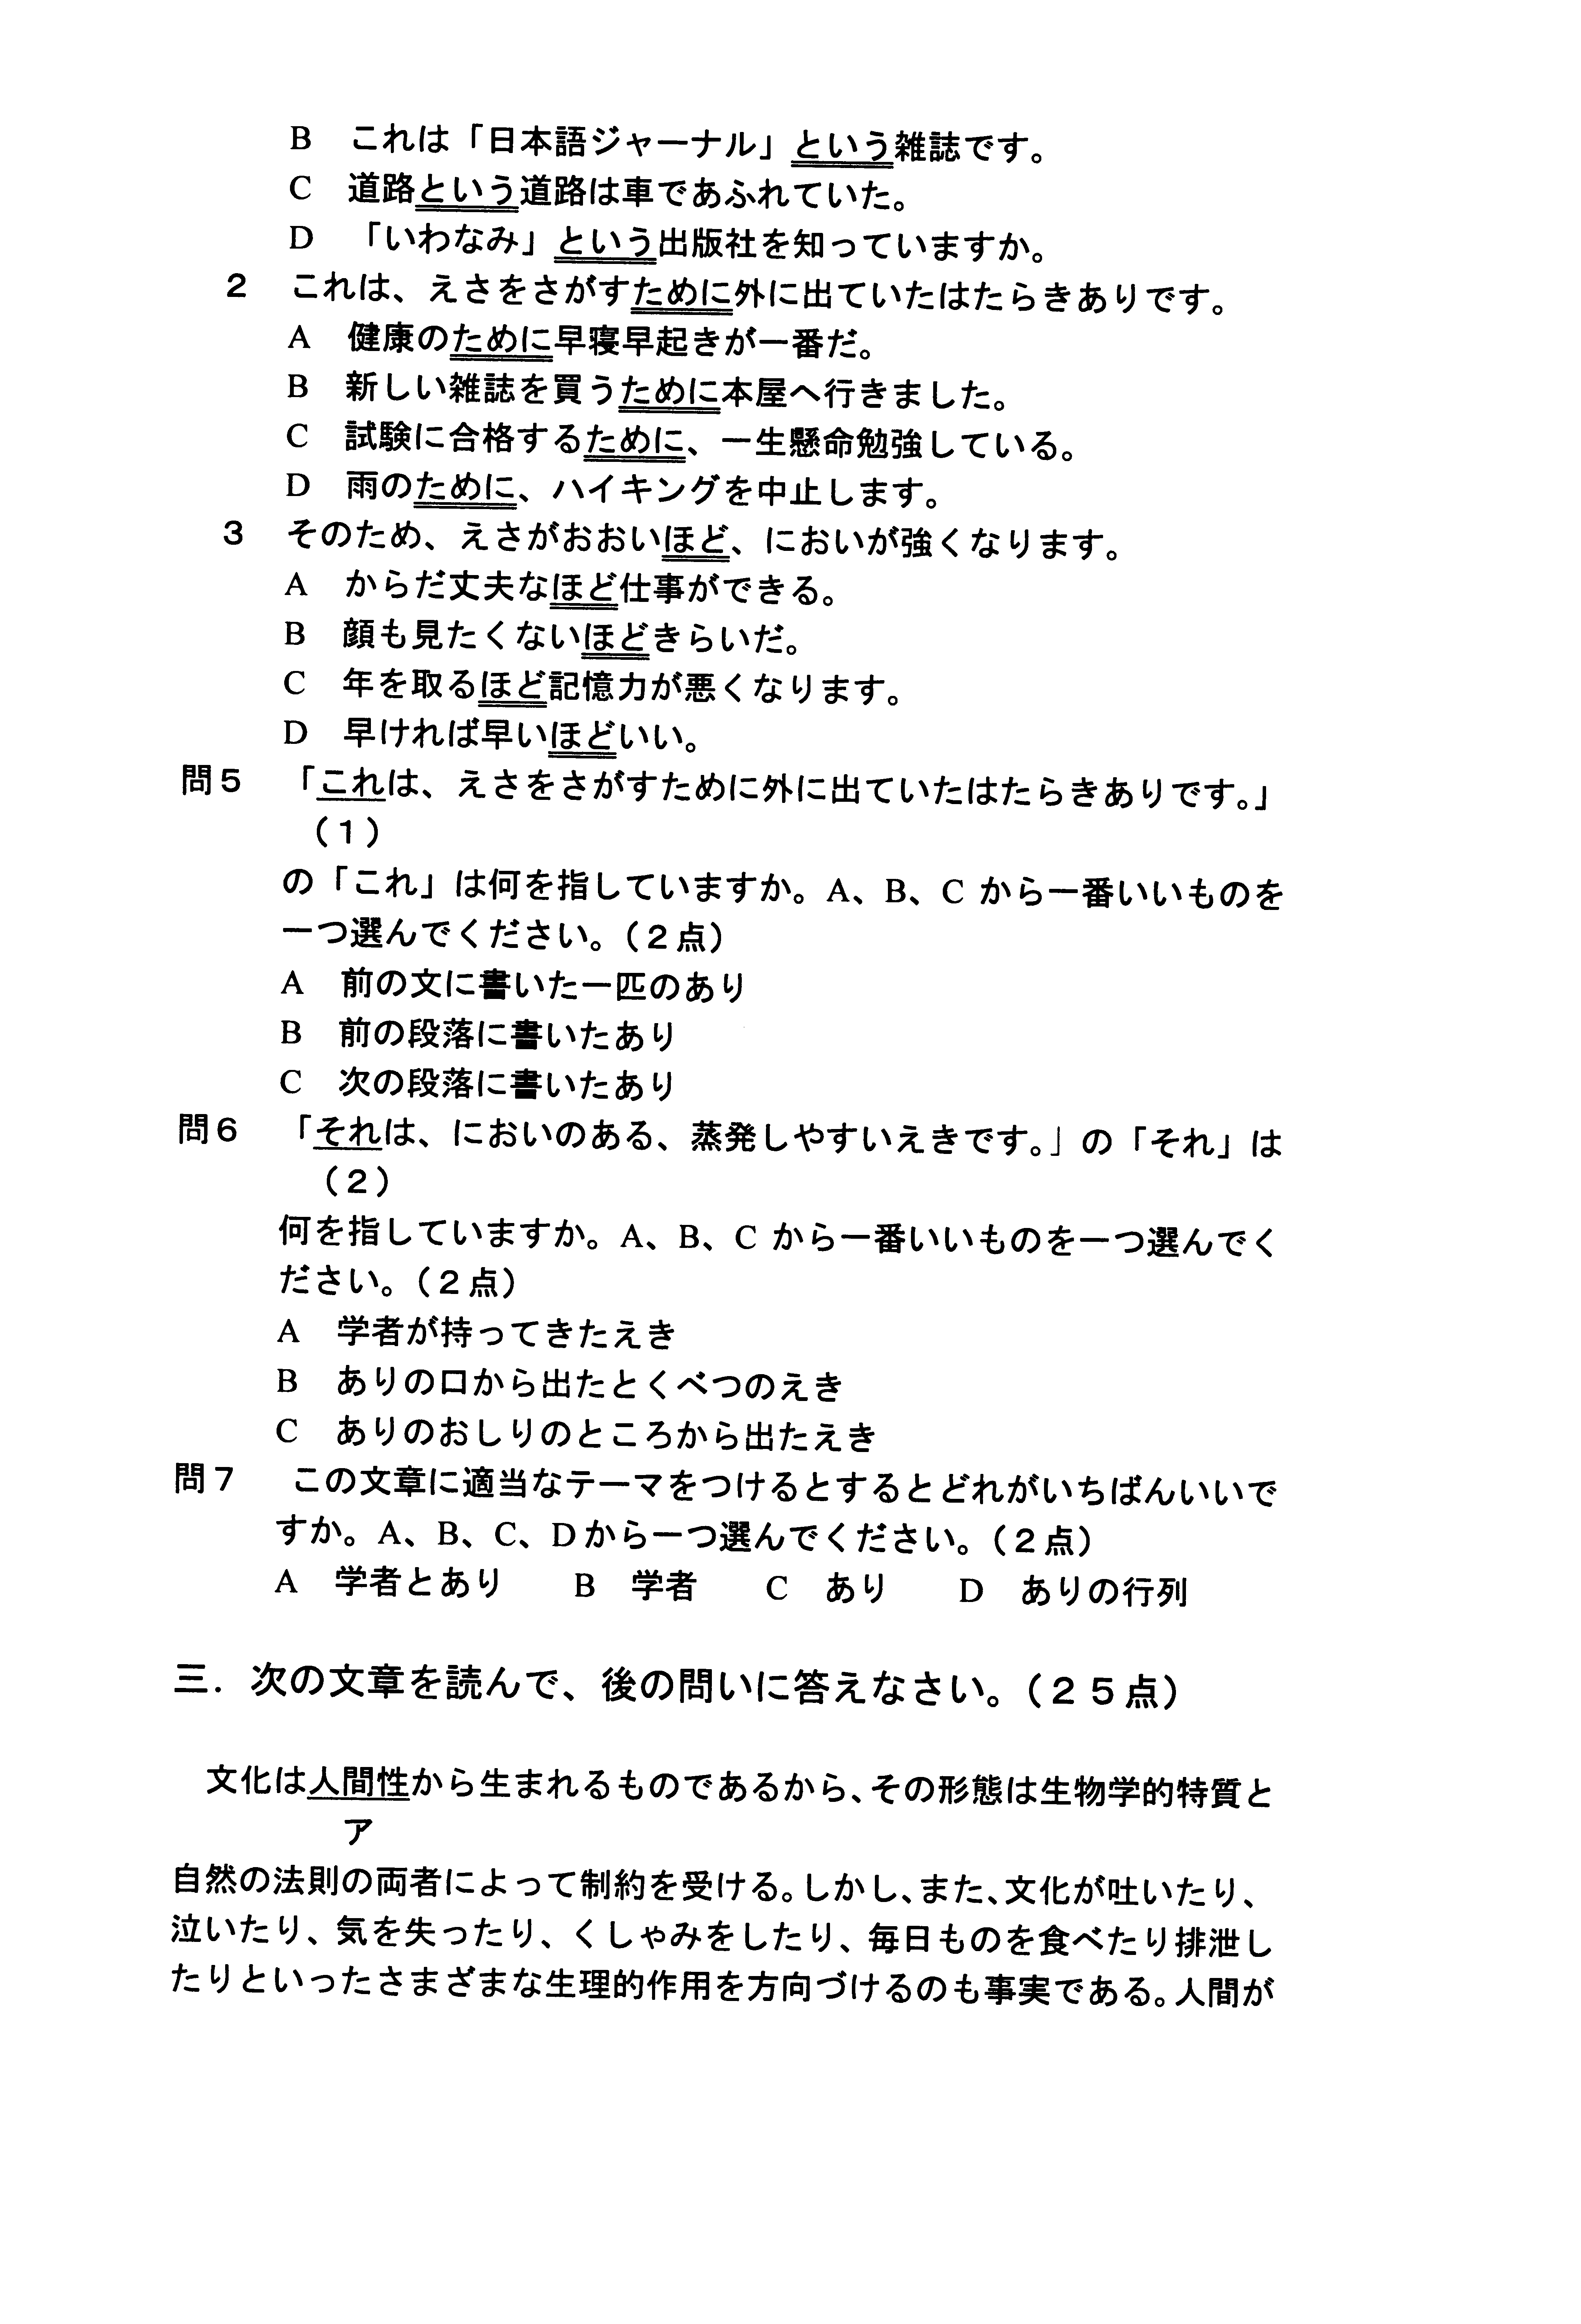 B　これは「日本語ジャーナル」という雑誌です。
C　道路という道路は車であふれていた。
D　「いわなみ」という出版社を知っていますか。
２　これは、えさをさがすために外に出ていたはたらきありです。
A　健康のために早寝早起きが一番だ。
B　新しい雑誌を買うために本屋へ行きました。
C　試験に合格するために、一生懸命勉強している。
D　雨のために、ハイキングを中止します。
３　そのため、えさがおおいほど、においが強くなります。
A　からだ丈夫なほど仕事ができる。
B　顔も見たくないほどきらいだ。
C　年を取るほど記憶力が悪くなります。
D　早ければ早いほどいい。
問５　「これは、えさをさがすために外に出ていたはたらきありです。」
（１）
の「これ」は何を指していますか。A、B、C から一番いいものを
一つ選んでください。（２点）
A　前の文に書いた一匹のあり
B　前の段落に書いたあり
C　次の段落に書いたあり
問６　「それは、においのある、蒸発しやすいえきです。」の「それ」は
（２）
何を指していますか。A、B、C から一番いいものを一つ選んでく
ださい。（２点）
A　学者が持ってきたえき
B　ありの口から出たとくべつのえき
C　ありのおしりのところから出たえき
問７　この文章に適当なテーマをつけるとするとどれがいちばんいいで
すか。A、B、C、Dから一つ選んでください。（２点）
A　学者とあり　　B　学者　　C　あり　　D　ありの行列
三．次の文章を読んで、後の問いに答えなさい。（２５点）
文化は人間性から生まれるものであるから、その形態は生物学的特質と
ア
自然の法則の両者によって制約を受ける。しかし、また、文化が吐いたり、
泣いたり、気を失ったり、くしゃみをしたり、毎日ものを食べたり排泄し
たりといったさまざまな生理的作用を方向づけるのも事実である。人間が